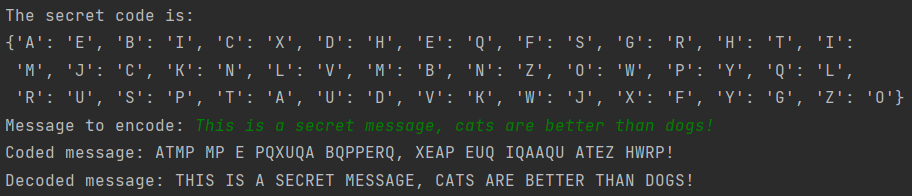 The secret code is:
{'A': 'E', 'B': 'I', 'C': 'X', 'D': 'H', 'E': 'Q', 'F': 'S', 'G': 'R', 'H': 'T', 'I':
'M', 'J': 'C', 'K': 'N', 'L': 'V', 'M': 'B', 'N': 'Z', 'O': 'W', 'P': 'Y', 'Q': 'L',
'R': 'U', 'S': 'P', 'T': 'A', 'U': 'D', 'V': 'K', 'W': 'J', 'X': 'F', 'Y': 'G', 'Z': 'O'}
Message to encode: This is a secret message, cats are better than dogs!
Coded message: ATMP MP E PQXUQA BQPPERQ, XEAP EUQ IQAAQU ATEZ HWRP!
Decoded message: THIS IS A SECRET MESSAGE, CATS ARE BETTER THAN DOGS!